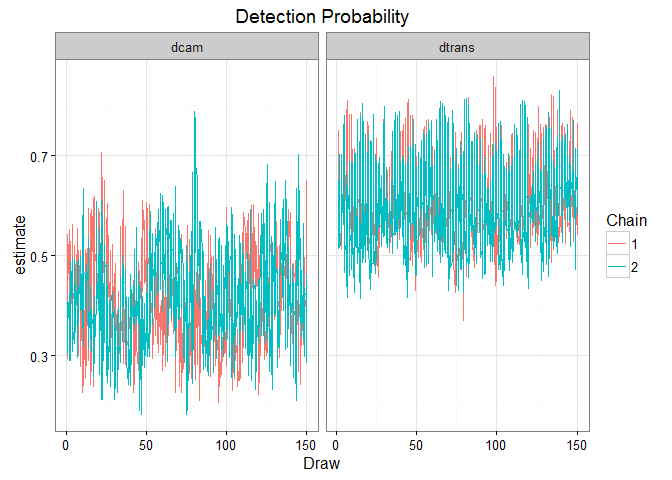 Detection Probability
dcam
dtrans
estimate
0.7
0.5
0.3
0 50 100 150
0 50 100 150
Draw
Chain
1
2